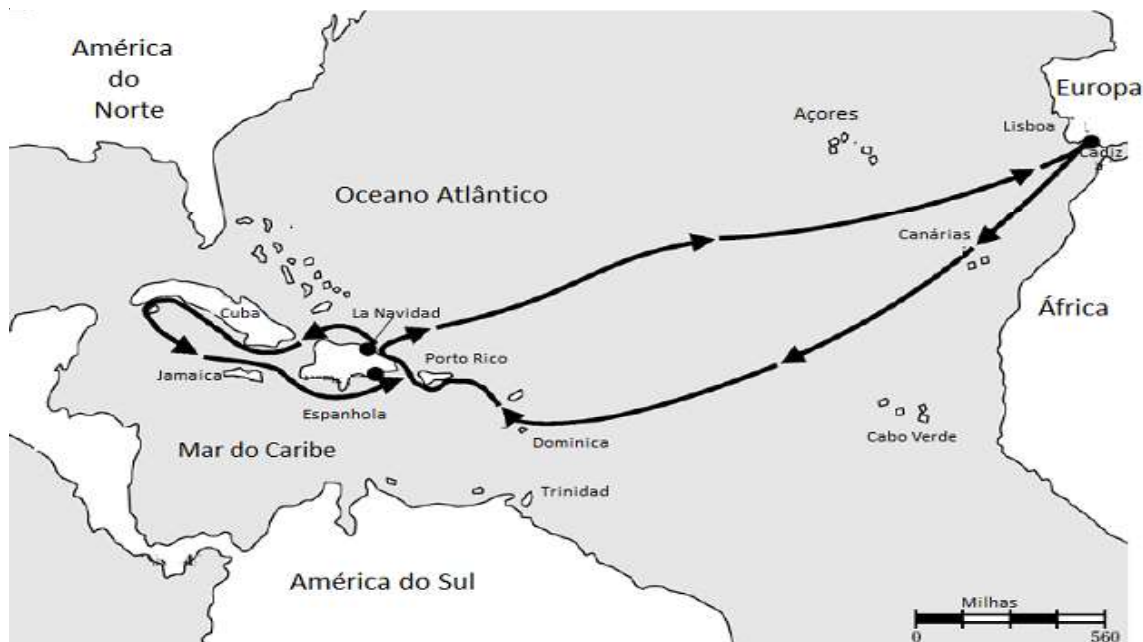 América
do
Norte
Europa
Açores
Lisboa
Cadiz
Oceano Atlântico
Canárias
Cuba
La Navidad
África
Porto Rico
Jamaica
Espanhola
Dominica
Cabo Verde
Mar do Caribe
Trinidad
América do Sul
Milhas
0 560